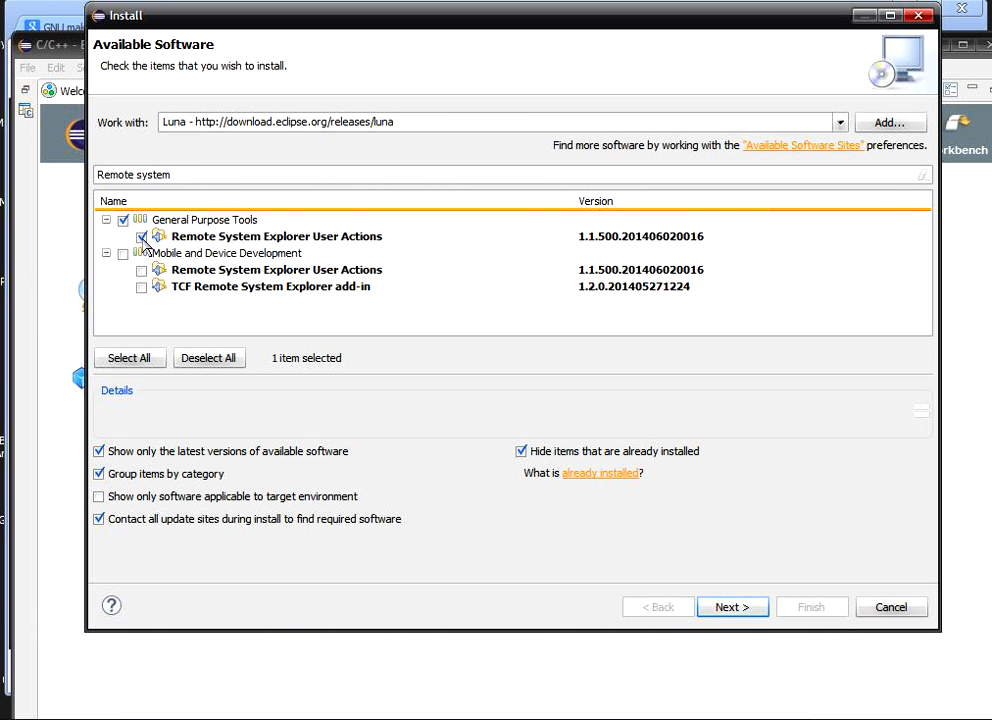 GNU mak
Install
C/C++ - E
File Edit S
Welc
Available Software
Check the items that you wish to install.
Work with: Luna - http://download.eclipse.org/releases/luna Add...
Find more software by working with the "Available Software Sites" preferences.
rkbench
Remote system
Name Version
General Purpose Tools
Remote System Explorer User Actions 1.1.500.201406020016
Mobile and Device Development
Remote System Explorer User Actions 1.1.500.201406020016
TCF Remote System Explorer add-in 1.2.0.201405271224
Select All Deselect All 1 item selected
Details
Show only the latest versions of available software Hide items that are already installed
Group items by category What is already installed?
Show only software applicable to target environment
Contact all update sites during install to find required software
? < Back Next > Finish Cancel